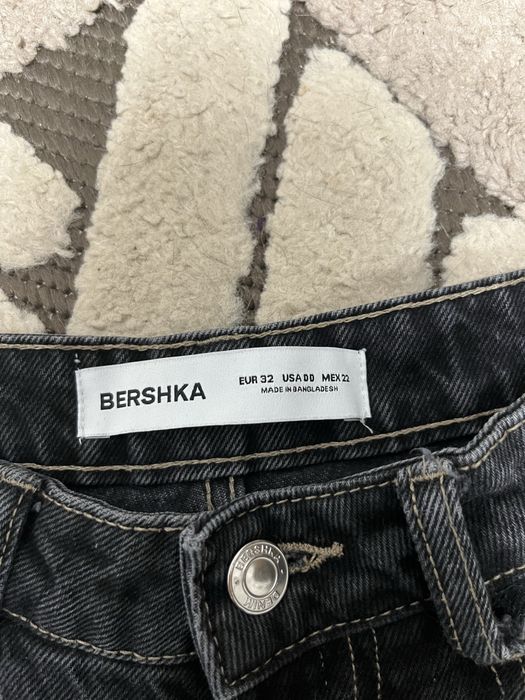 BERSHKA
EUR 32 USA 00 MEX 22
MADE IN BANGLADESH
BERSHKA
DENIM